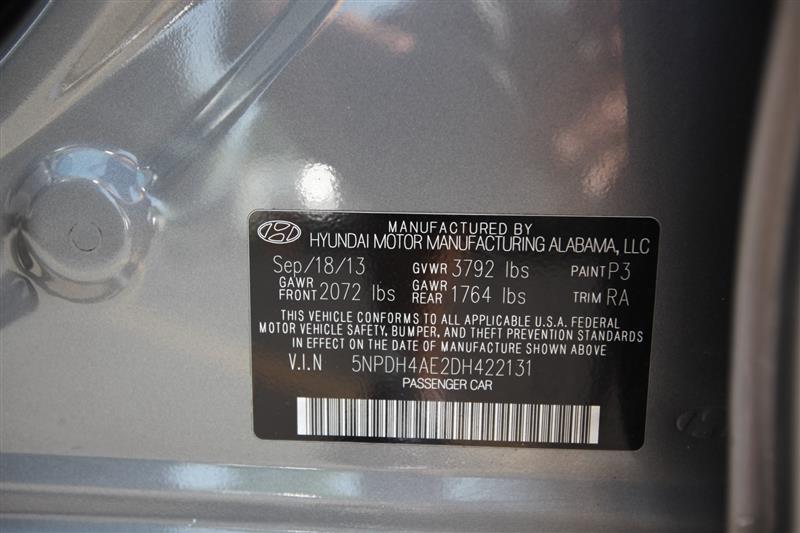 MANUFACTURED BY
HYUNDAI MOTOR MANUFACTURING ALABAMA, LLC
Sep/18/13 GVWR 3792 lbs PAINT P3
GAWR FRONT 2072 lbs GAWR REAR 1764 lbs TRIM RA
THIS VEHICLE CONFORMS TO ALL APPLICABLE U.S.A. FEDERAL
MOTOR VEHICLE SAFETY, BUMPER, AND THEFT PREVENTION STANDARDS
IN EFFECT ON THE DATE OF MANUFACTURE SHOWN ABOVE
V.I.N 5NPDH4AE2DH422131
PASSENGER CAR